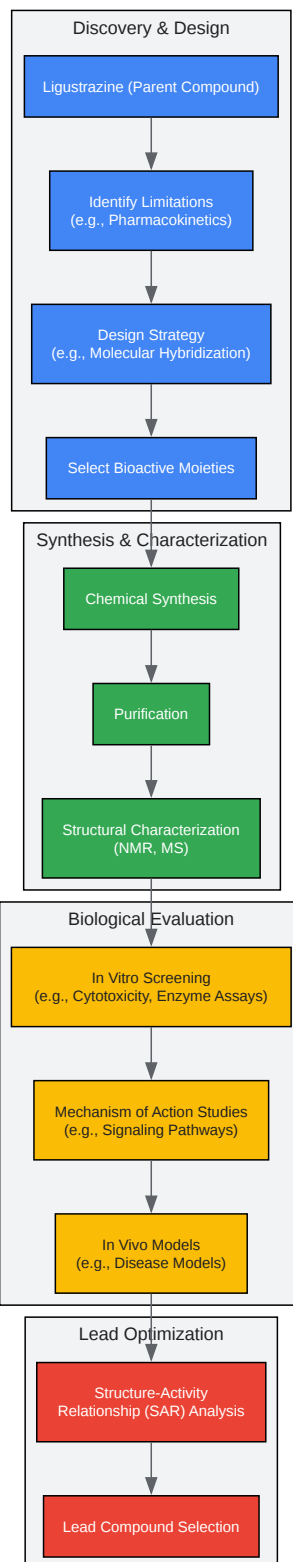 Discovery & Design
Ligustrazine (Parent Compound)
Identify Limitations
(e.g., Pharmacokinetics)
Design Strategy
(e.g., Molecular Hybridization)
Select Bioactive Moieties
Synthesis & Characterization
Chemical Synthesis
Purification
Structural Characterization
(NMR, MS)
Biological Evaluation
In Vitro Screening
(e.g., Cytotoxicity, Enzyme Assays)
Mechanism of Action Studies
(e.g., Signaling Pathways)
In Vivo Models
(e.g., Disease Models)
Lead Optimization
Structure-Activity
Relationship (SAR) Analysis
Lead Compound Selection